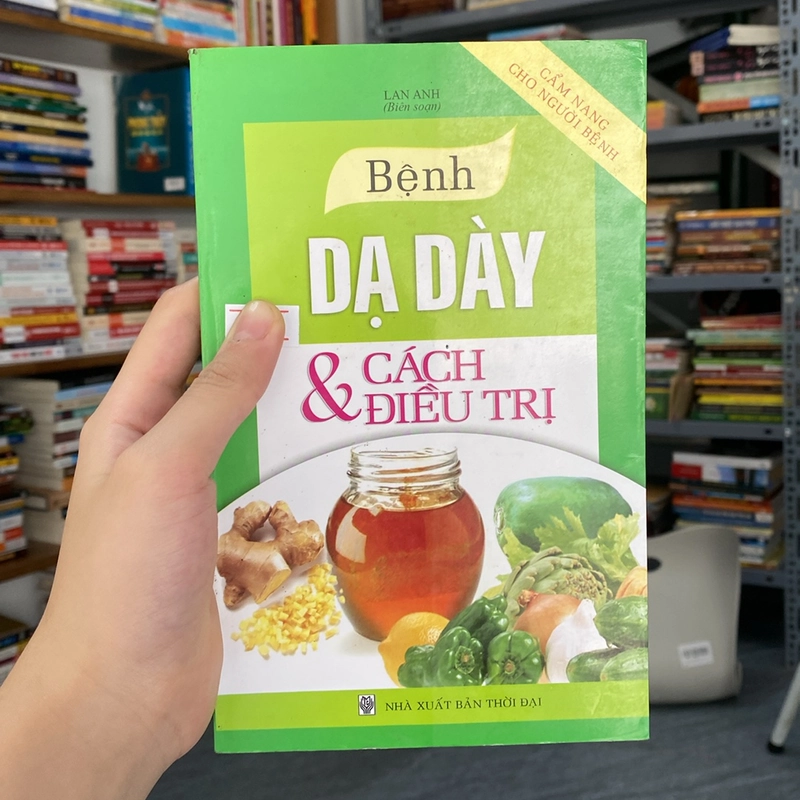 LAN ANH
(Biên soạn)
CẨM NANG
CHO NGƯỜI BỆNH
Bệnh
DẠ DÀY
& CÁCH
ĐIỀU TRỊ
NHÀ XUẤT BẢN THỜI ĐẠI